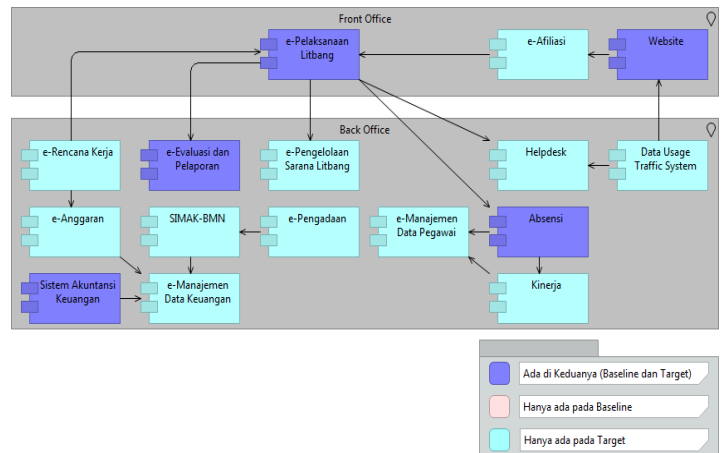 Front Office
e-Pelaksanaan
Litbang
e-Afiliasi
Website
Back Office
e-Rencana Kerja
e-Evaluasi dan
Pelaporan
e-Pengelolaan
Sarana Litbang
Helpdesk
Data Usage
Traffic System
e-Anggaran
SIMAK-BMN
e-Pengadaan
e-Manajemen
Data Pegawai
Absensi
Sistem Akuntansi
Keuangan
e-Manajemen
Data Keuangan
Kinerja
Ada di Keduanya (Baseline dan Target)
Hanya ada pada Baseline
Hanya ada pada Target